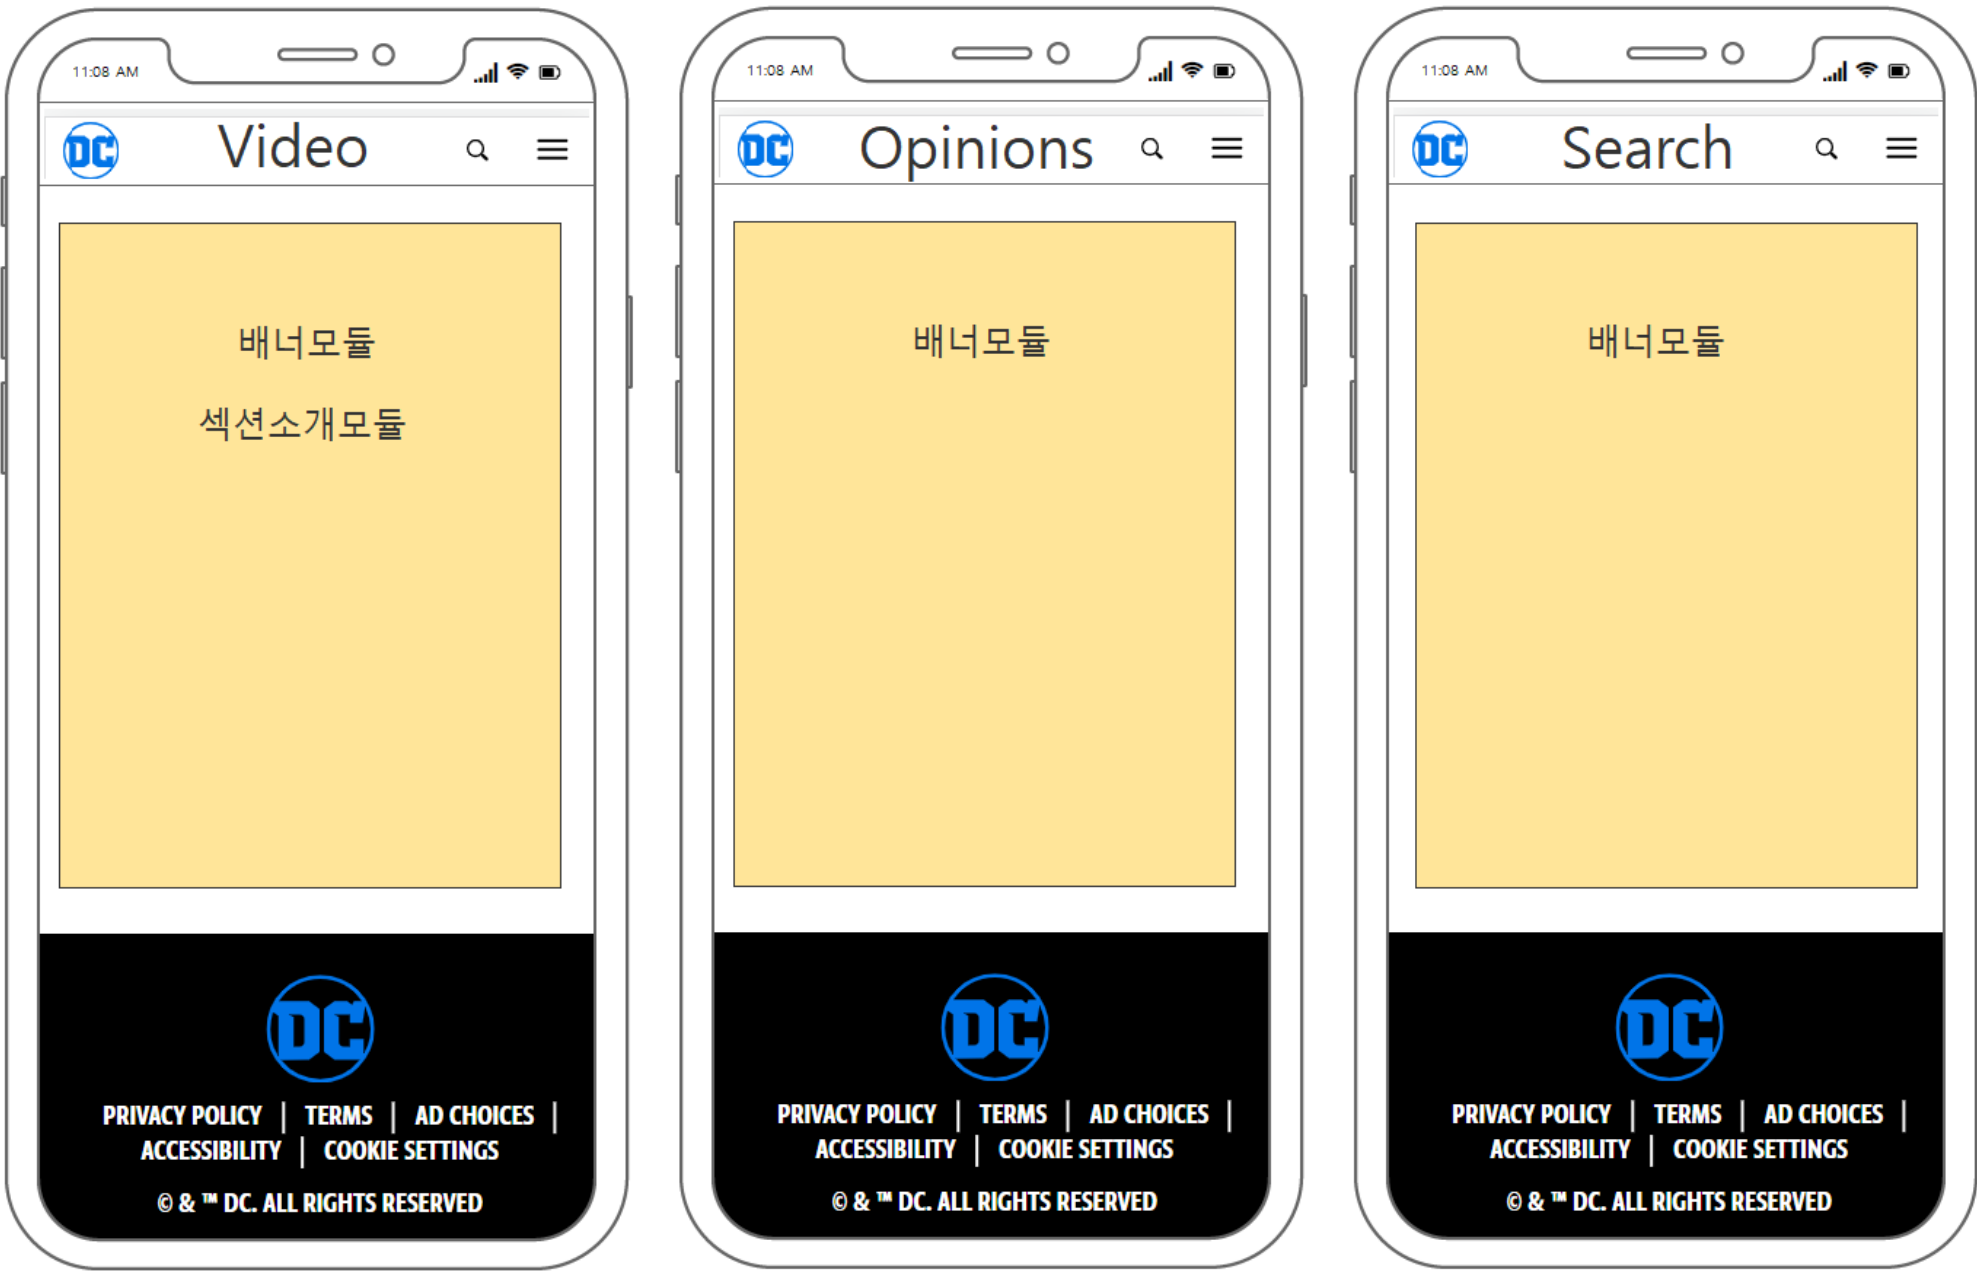 11:08 AM
DC Video
배너모듈
섹션소개모듈
DC
PRIVACY POLICY | TERMS | AD CHOICES |
ACCESSIBILITY | COOKIE SETTINGS
© & ™ DC. ALL RIGHTS RESERVED
11:08 AM
DC Opinions
배너모듈
DC
PRIVACY POLICY | TERMS | AD CHOICES |
ACCESSIBILITY | COOKIE SETTINGS
© & ™ DC. ALL RIGHTS RESERVED
11:08 AM
DC Search
배너모듈
DC
PRIVACY POLICY | TERMS | AD CHOICES |
ACCESSIBILITY | COOKIE SETTINGS
© & ™ DC. ALL RIGHTS RESERVED